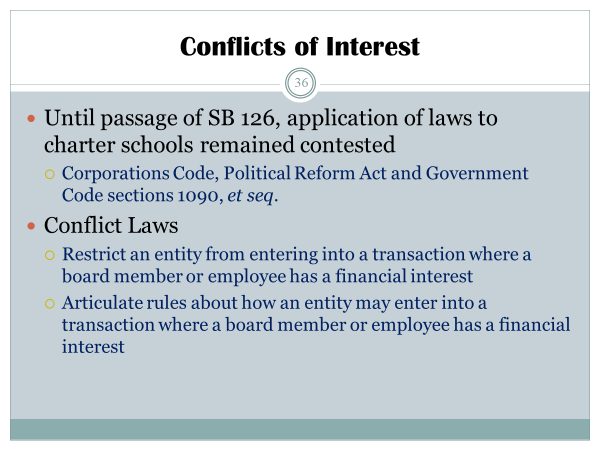 Conflicts of Interest
36
• Until passage of SB 126, application of laws to
charter schools remained contested
○ Corporations Code, Political Reform Act and Government
Code sections 1090, et seq.
• Conflict Laws
○ Restrict an entity from entering into a transaction where a
board member or employee has a financial interest
○ Articulate rules about how an entity may enter into a
transaction where a board member or employee has a financial
interest